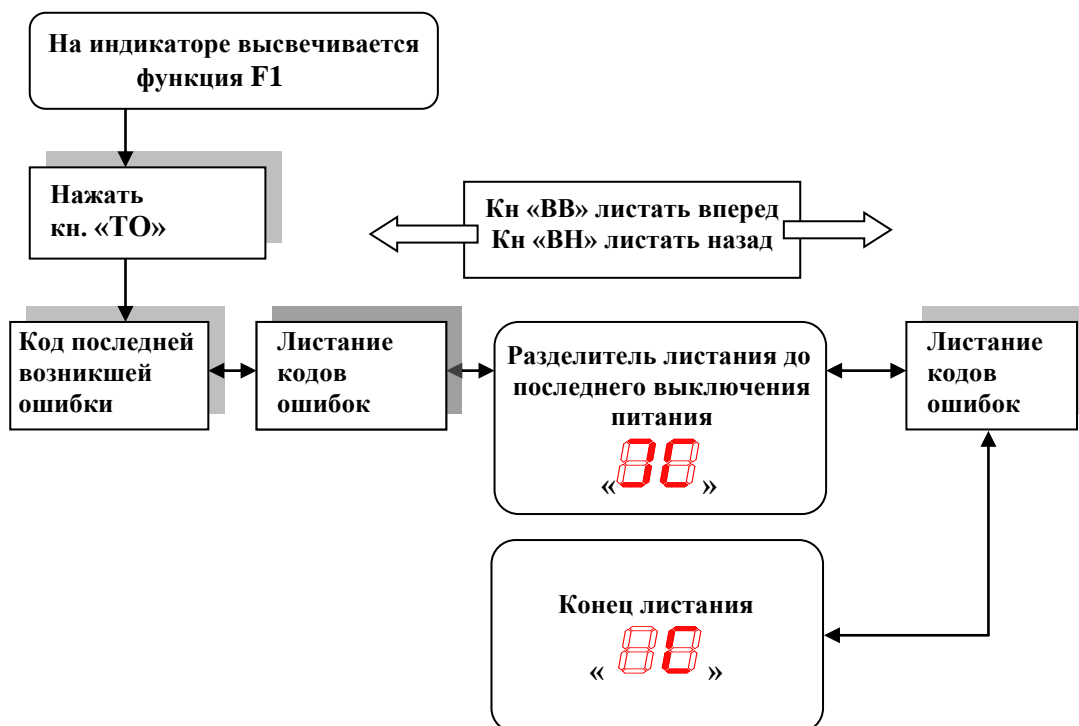 На индикаторе высвечивается
функция F1
Нажать
кн. «ТО»
Кн «ВВ» листать вперед
Кн «ВН» листать назад
Код последней
возникшей
ошибки
Листание
кодов
ошибок
Разделитель листания до
последнего выключения
питания
«ƆC»
Листание
кодов
ошибок
Конец листания
« C »